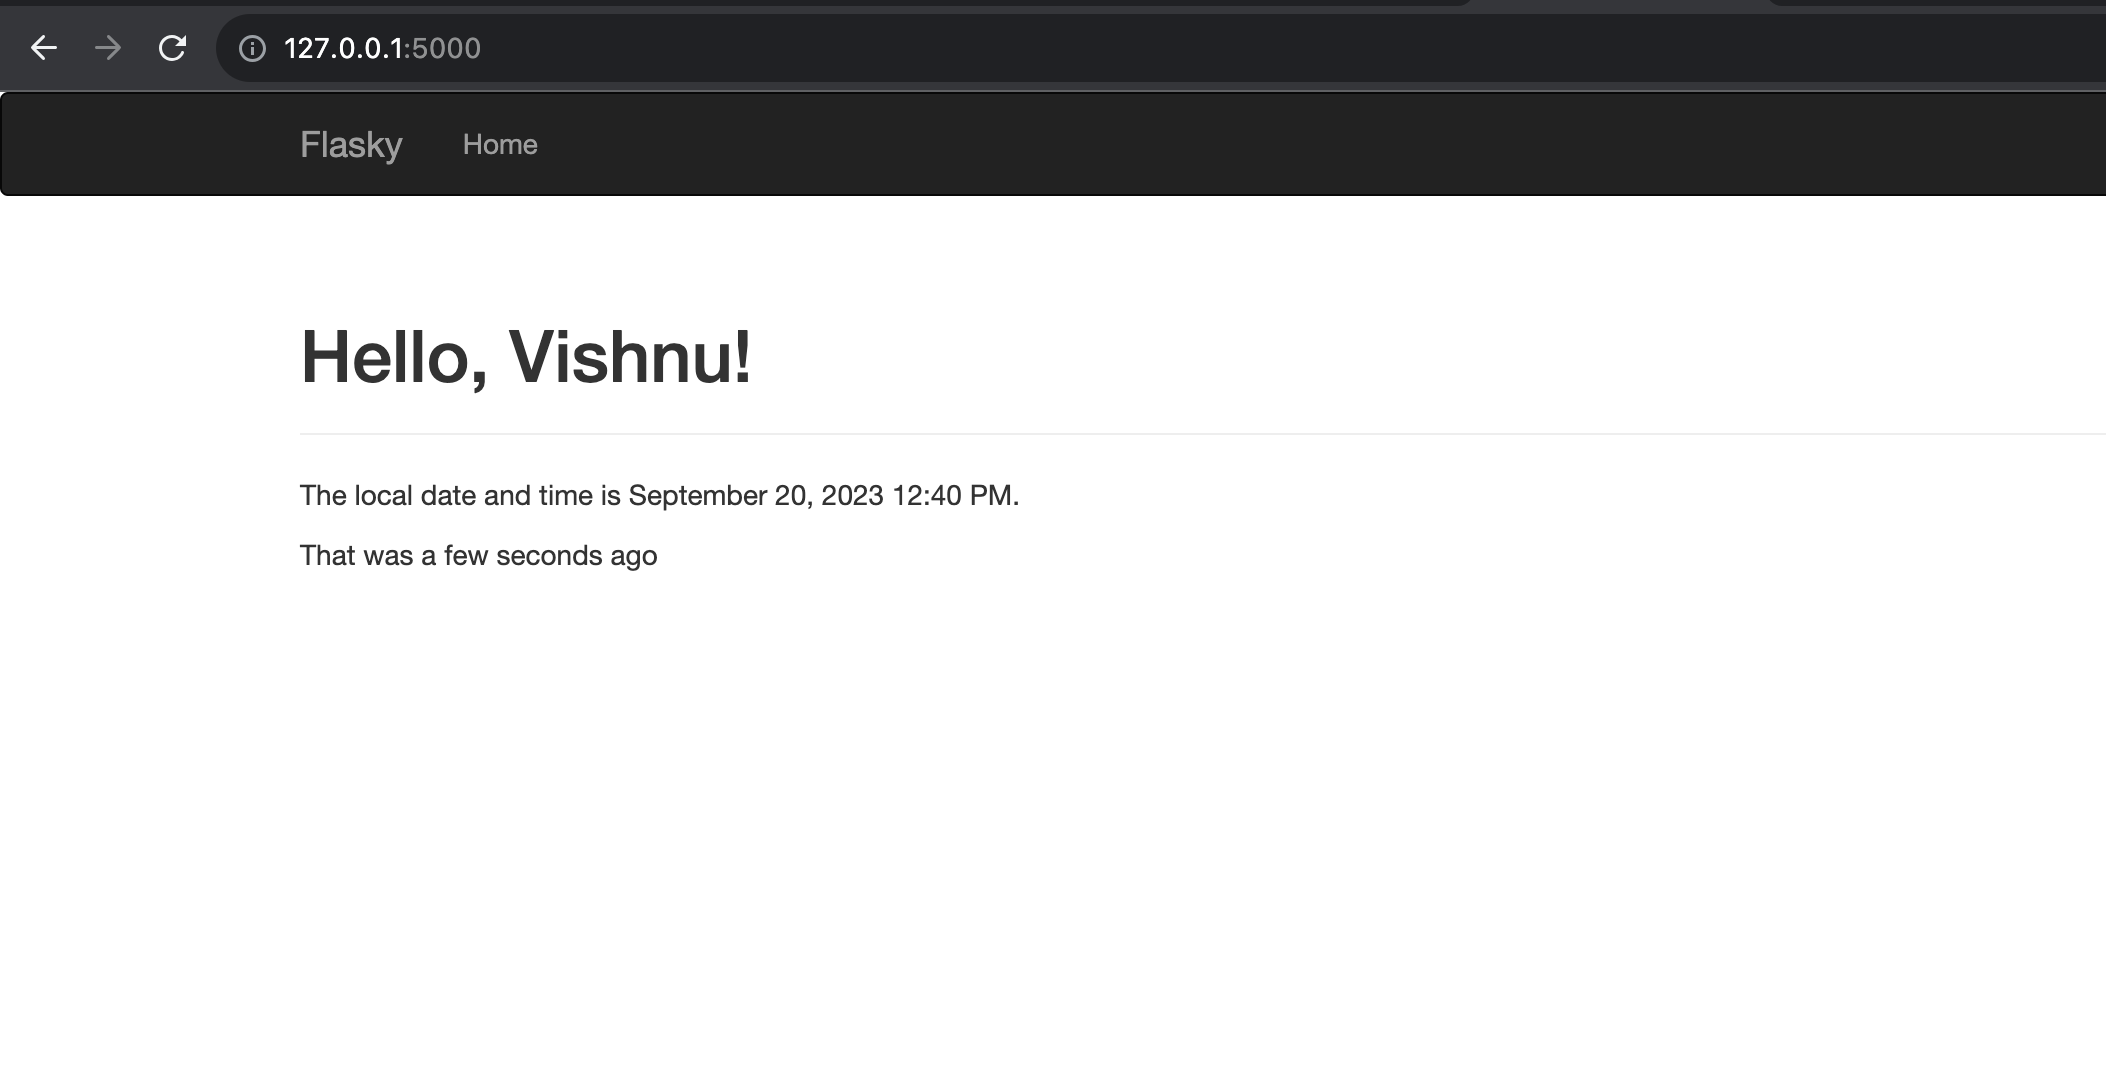 127.0.0.1:5000
Flasky Home
Hello, Vishnu!
The local date and time is September 20, 2023 12:40 PM.
That was a few seconds ago